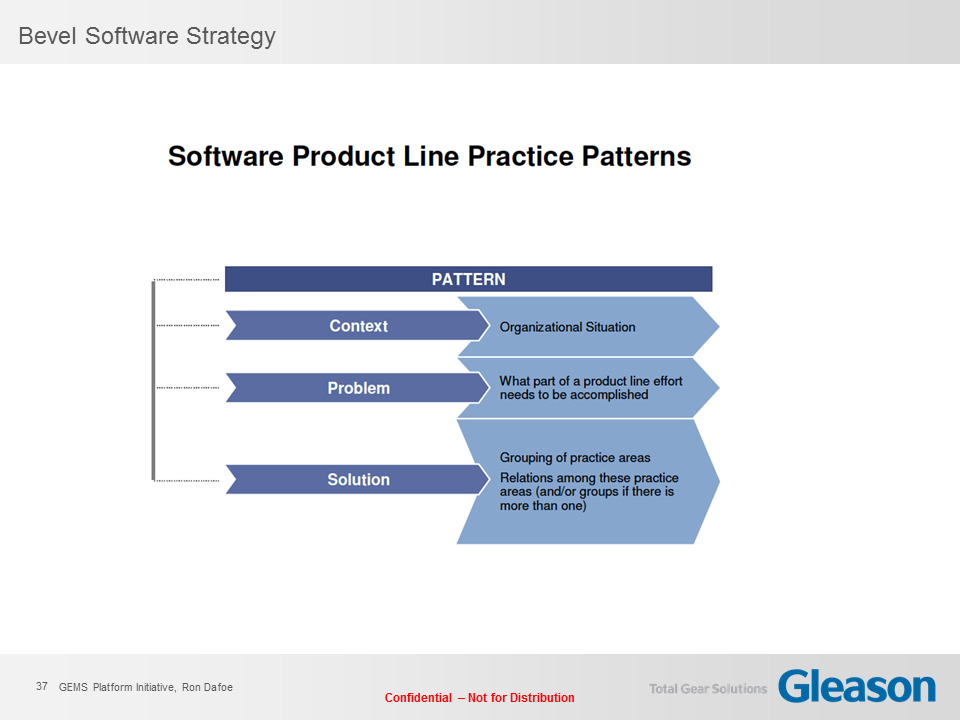 Bevel Software Strategy
Software Product Line Practice Patterns
PATTERN
Context
Organizational Situation
Problem
What part of a product line effort
needs to be accomplished
Solution
Grouping of practice areas
Relations among these practice
areas (and/or groups if there is
more than one)
37 GEMS Platform Initiative, Ron Dafoe
Confidential – Not for Distribution
Total Gear Solutions
Gleason